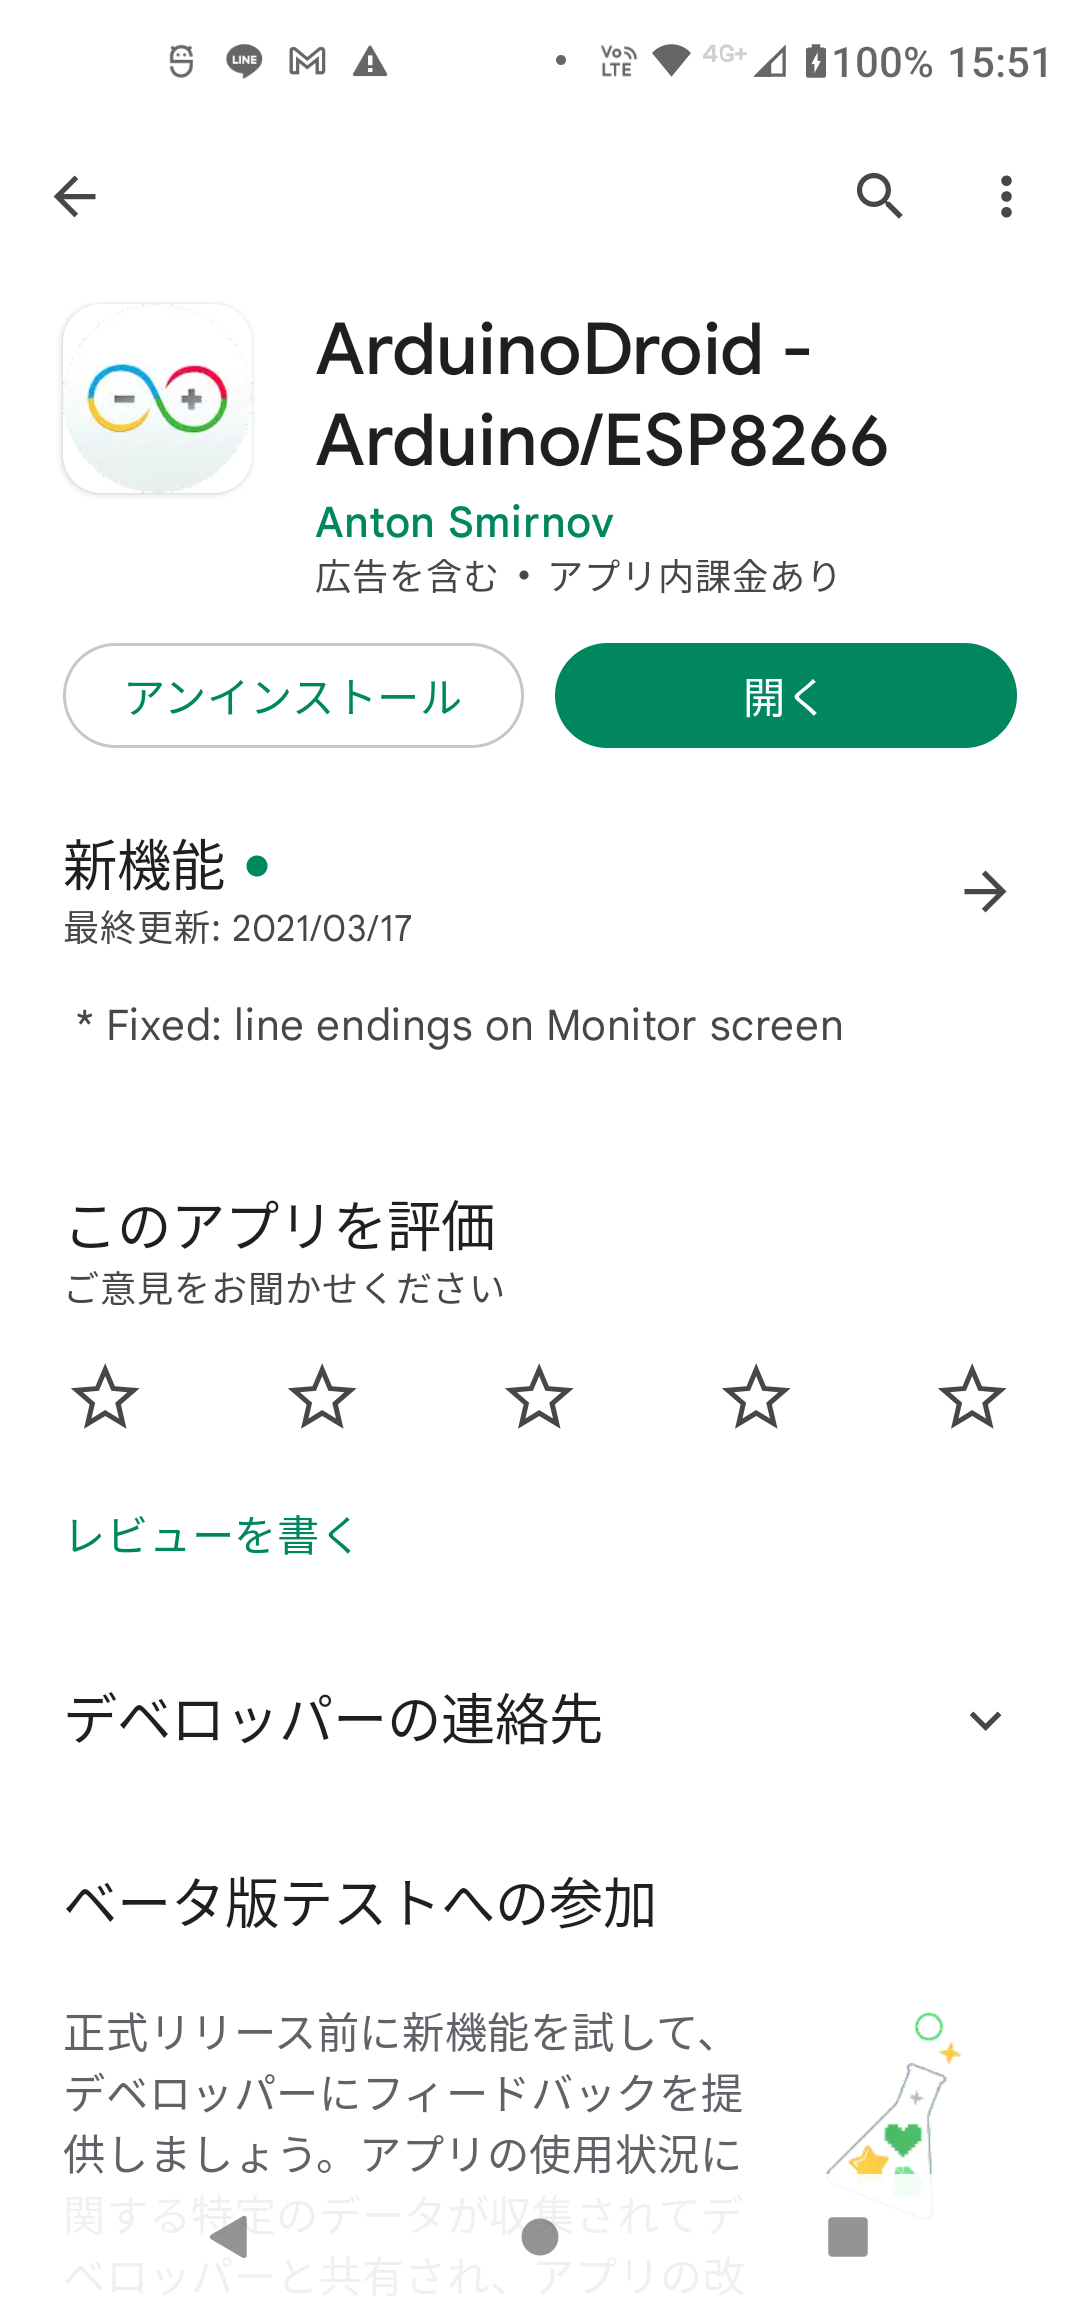 LINE
Vo LTE 4G+ 100% 15:51
ArduinoDroid -
Arduino/ESP8266
Anton Smirnov
広告を含む・アプリ内課金あり
アンインストール
開く
新機能
最終更新: 2021/03/17
* Fixed: line endings on Monitor screen
このアプリを評価
ご意見をお聞かせください
レビューを書く
デベロッパーの連絡先
ベータ版テストへの参加
正式リリース前に新機能を試して、
デベロッパーにフィードバックを提
供しましょう。アプリの使用状況に
関する特定のデータが収集されてデ
ベロッパーと共有され、アプリの改